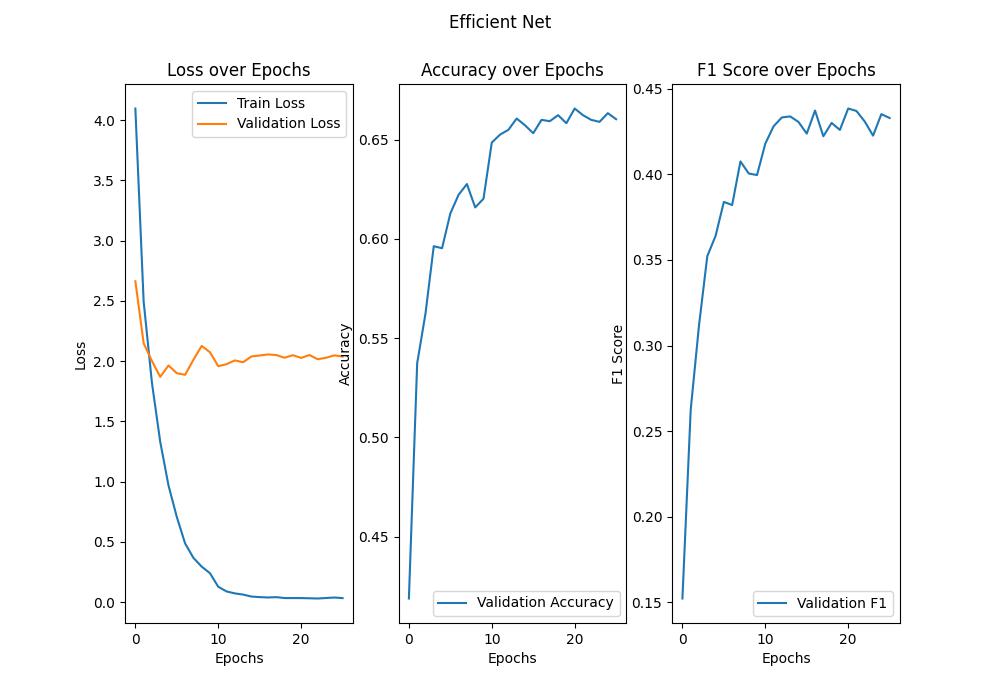 Efficient Net
Loss over Epochs
Train Loss
Validation Loss
4.0
3.5
3.0
2.5
2.0
1.5
1.0
0.5
0.0
Loss
0 10 20
Epochs
Accuracy over Epochs
0.65
0.60
0.55
0.50
0.45
Accuracy
Validation Accuracy
0 10 20
Epochs
F1 Score over Epochs
0.45
0.40
0.35
0.30
0.25
0.20
0.15
F1 Score
Validation F1
0 10 20
Epochs